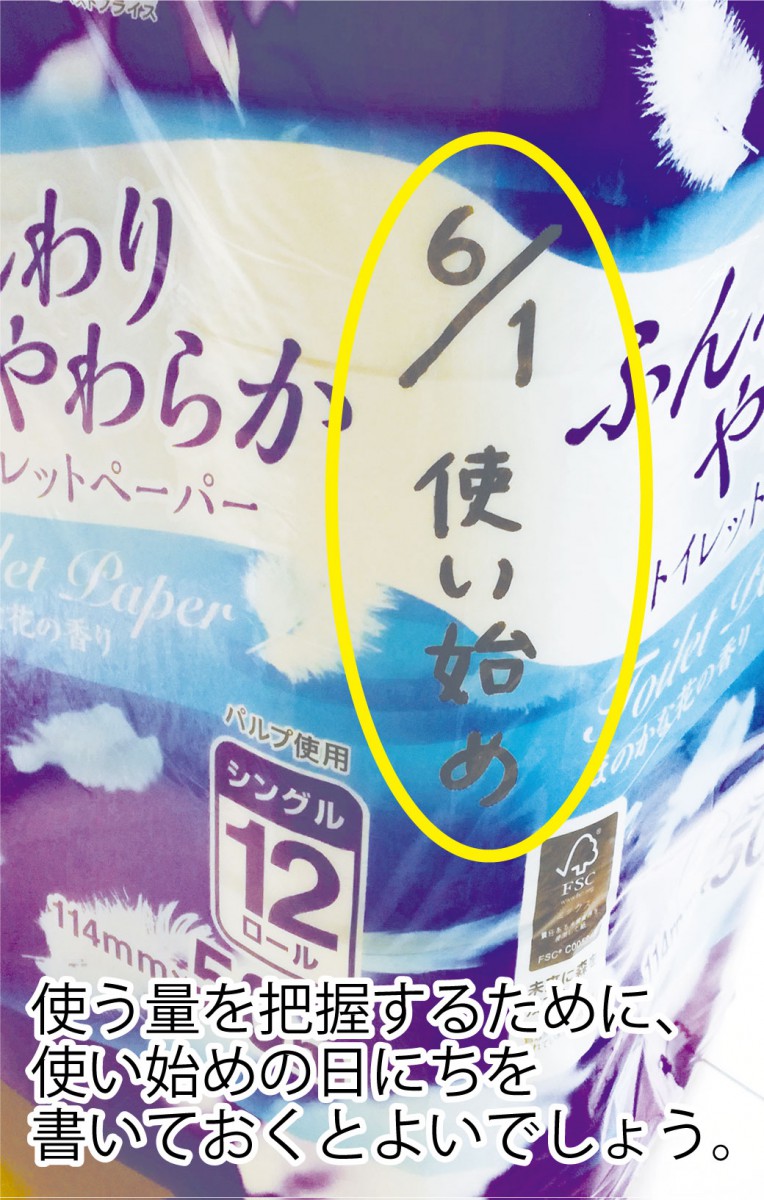 6/1
使い始め
わり
やわらか
レットペーパー
let Paper
花の香り
パルプ使用
シングル
12
ロール
114mm
ふん
や
トイレット
Toilet
ほのかな花の香り
FSC
114m
使う量を把握するために、
使い始めの日にちを
書いておくとよいでしょう。